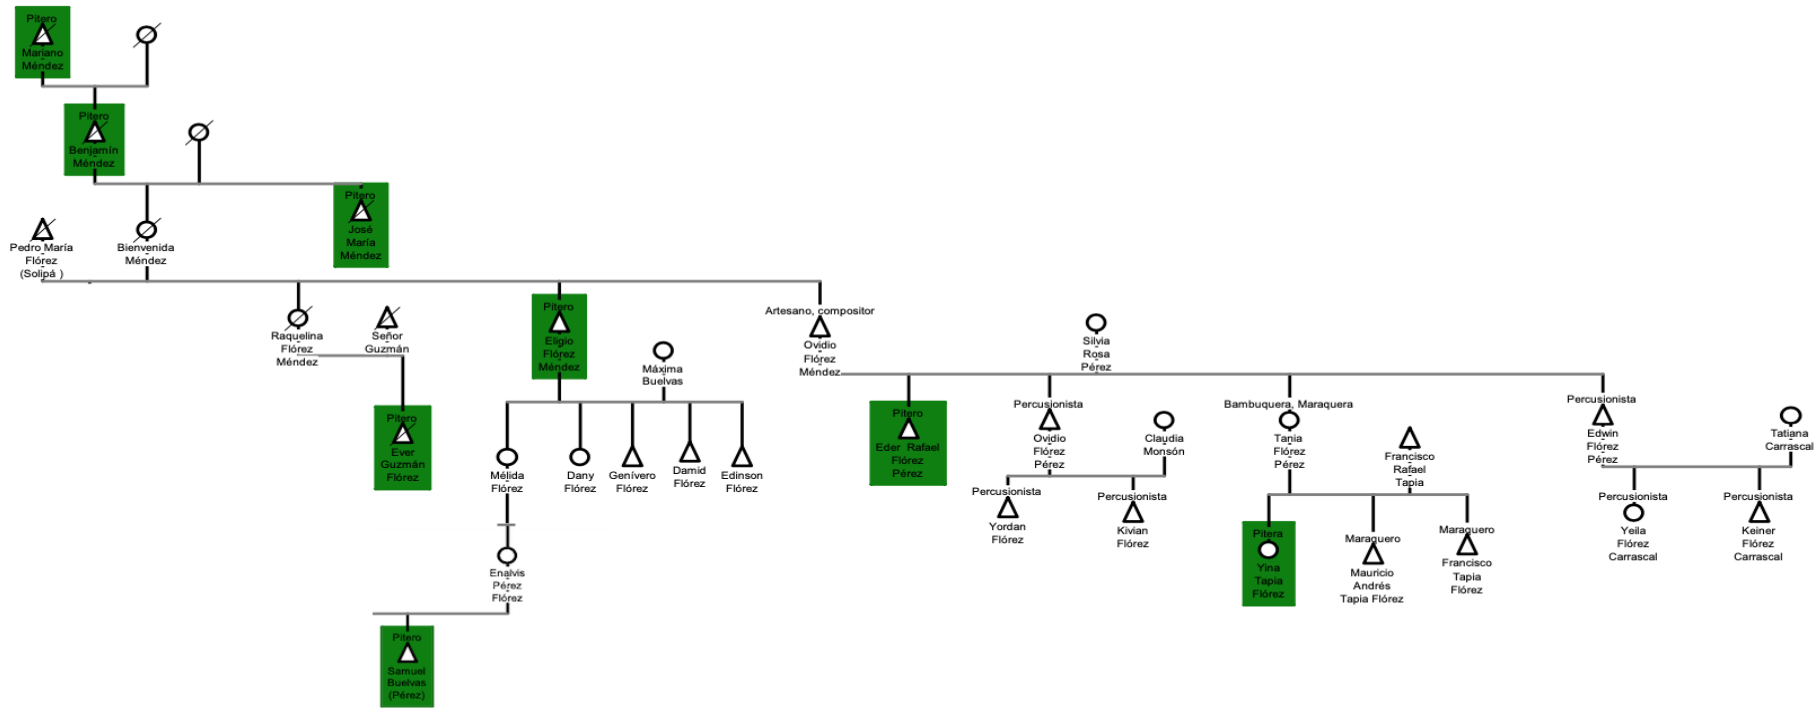 Pitero
Mariano
Méndez
Pitero
Benjamín
Méndez
Pitero
José
María
Méndez
Pedro María
Flórez
(Solipá )
Bienvenida
Méndez
Raquelina
Flórez
Méndez
Señor
Guzmán
Pitero
Eligio
Flórez
Méndez
Artesano, compositor
Ovidio
Flórez
Méndez
Silvia
Rosa
Pérez
Máxima
Buelvas
Pitero
Ever
Guzmán
Flórez
Mélida
Flórez
Dany
Flórez
Genívero
Flórez
Damid
Flórez
Edinson
Flórez
Pitero
Eder Rafael
Flórez
Pérez
Percusionista
Ovidio
Flórez
Pérez
Claudia
Monsón
Bambuquera, Maraquera
Tania
Flórez
Pérez
Francisco
Rafael
Tapia
Percusionista
Edwin
Flórez
Pérez
Tatiana
Carrascal
Percusionista
Yordan
Flórez
Percusionista
Kivian
Flórez
Pitera
Yina
Tapia
Flórez
Maraquero
Mauricio
Andrés
Tapia Flórez
Maraquero
Francisco
Tapia
Flórez
Percusionista
Yeila
Flórez
Carrascal
Percusionista
Keiner
Flórez
Carrascal
Enalvis
Pérez
Flórez
Pitero
Samuel
Buelvas
(Pérez)